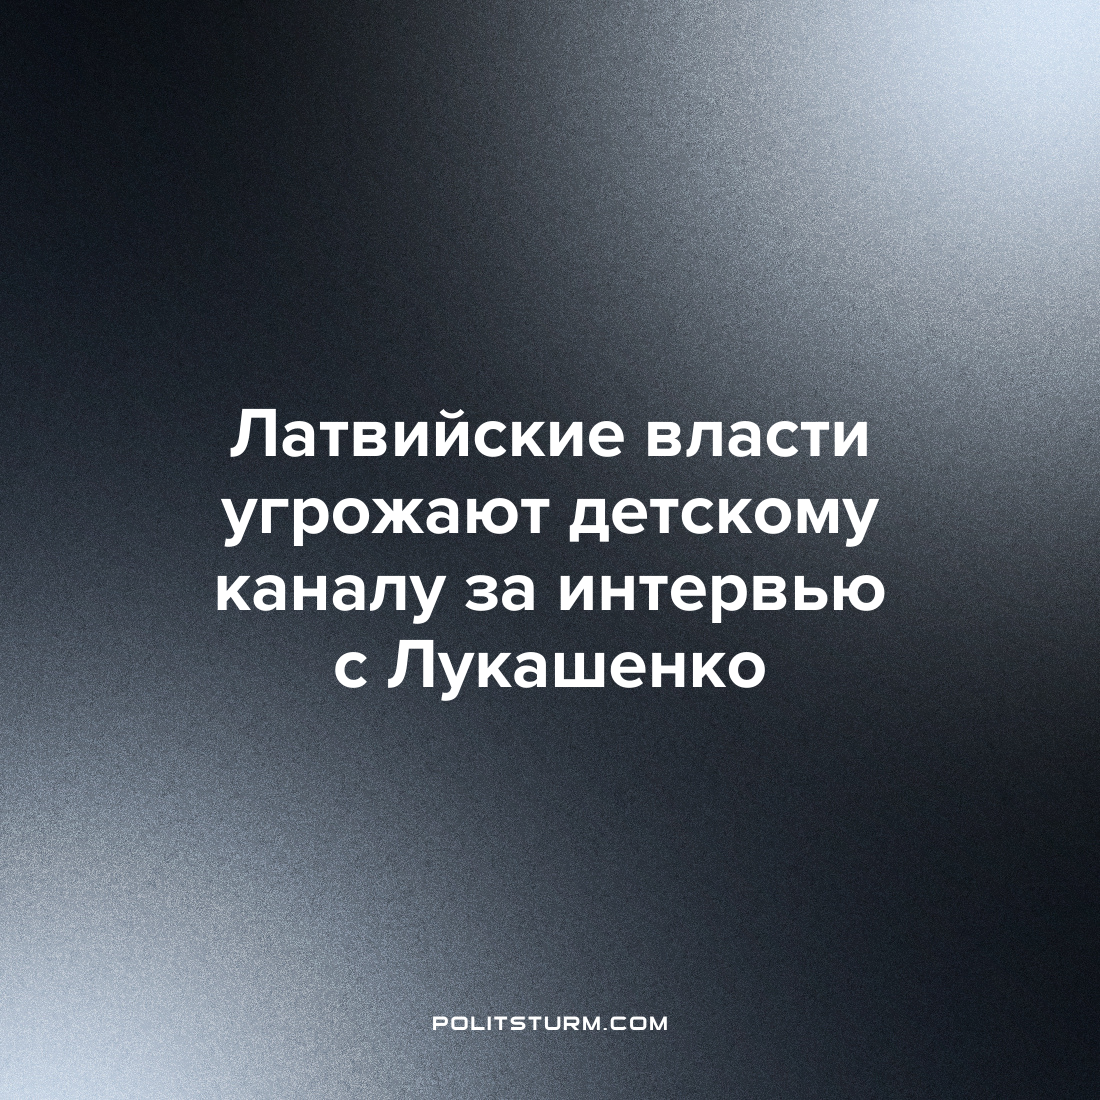 Латвийские власти
угрожают детскому
каналу за интервью
с Лукашенко
POLITSTURM.COM